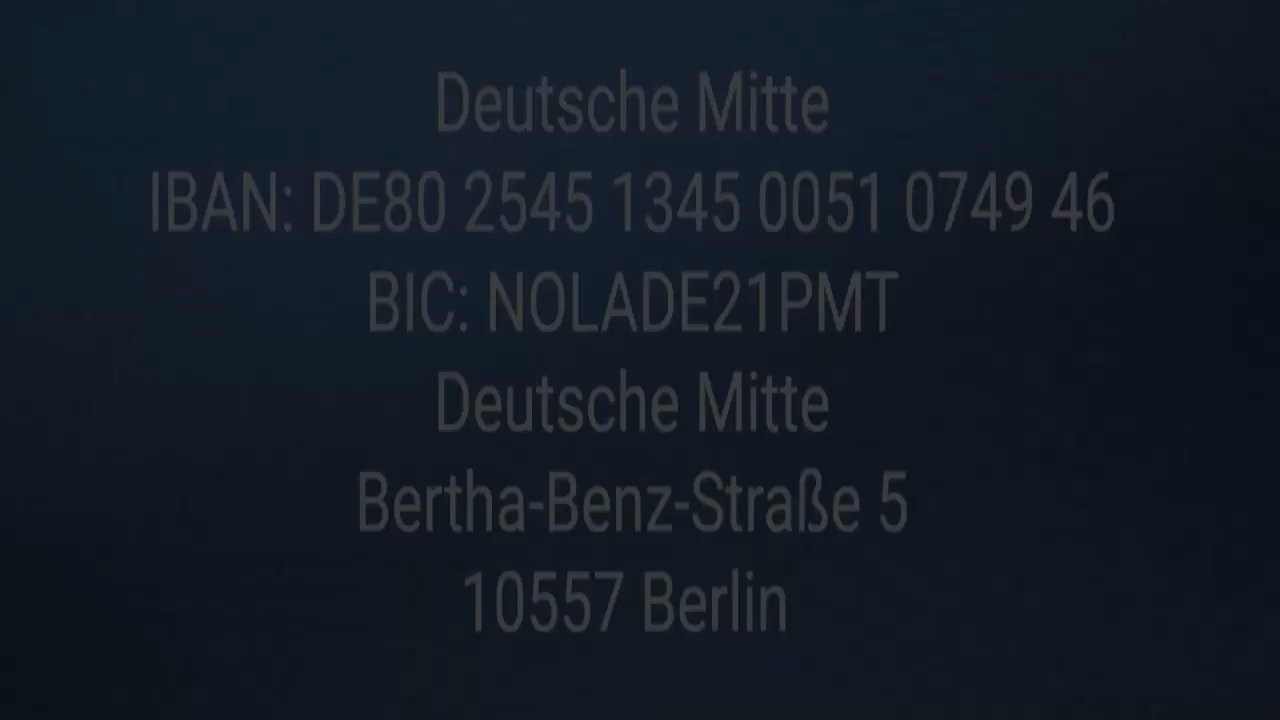 Deutsche Mitte
IBAN: DE80 2545 1345 0051 0749 46
BIC: NOLADE21PMT
Deutsche Mitte
Bertha-Benz-Straße 5
10557 Berlin